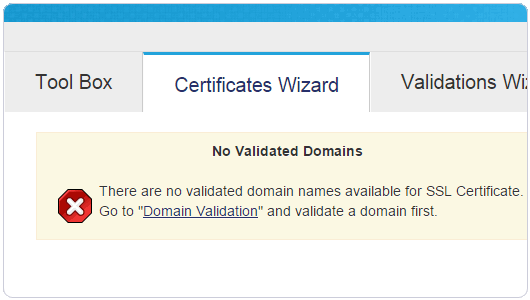 Tool Box
Certificates Wizard
Validations
No Validated Domains
There are no validated domain names available for SSL Certificate.
Go to "Domain Validation" and validate a domain first.